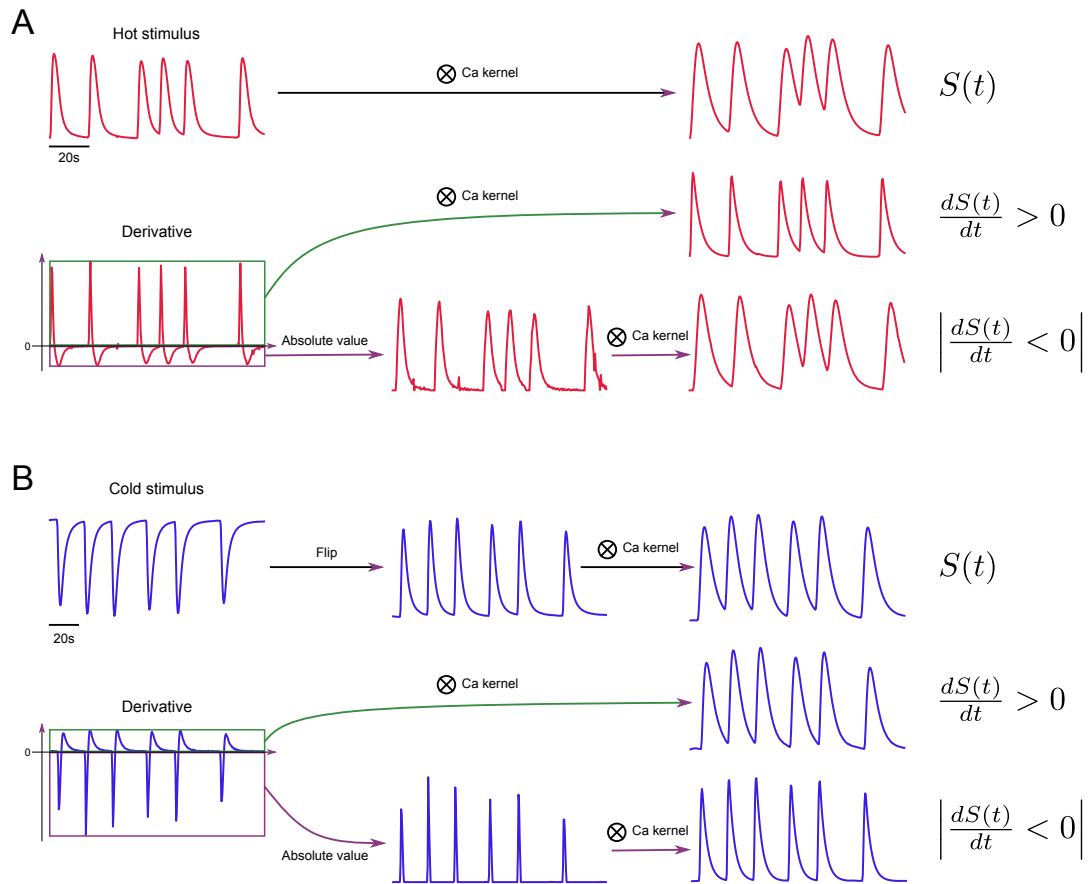 A
Hot stimulus
⊗ Ca kernel
S(t)
20s
⊗ Ca kernel
dS(t)/dt > 0
Derivative
0
Absolute value
⊗ Ca kernel
|dS(t)/dt < 0|
B
Cold stimulus
Flip
⊗ Ca kernel
S(t)
20s
⊗ Ca kernel
dS(t)/dt > 0
Derivative
0
Absolute value
⊗ Ca kernel
|dS(t)/dt < 0|